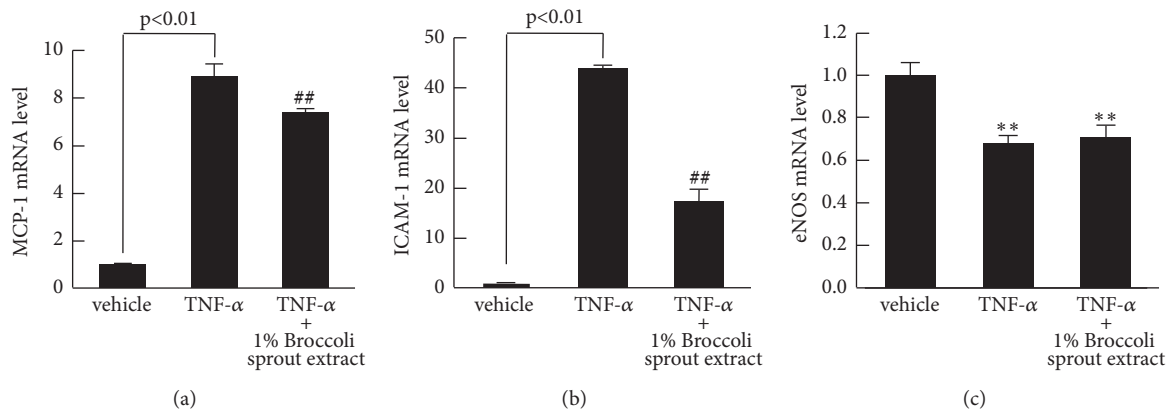 p<0.01
10
8
6
4
2
0
MCP-1 mRNA level
##
vehicle
TNF-α
TNF-α
+
1% Broccoli
sprout extract
(a)
p<0.01
50
40
30
20
10
0
ICAM-1 mRNA level
##
vehicle
TNF-α
TNF-α
+
1% Broccoli
sprout extract
(b)
1.2
1.0
0.8
0.6
0.4
0.2
0.0
eNOS mRNA level
**
**
vehicle
TNF-α
TNF-α
+
1% Broccoli
sprout extract
(c)